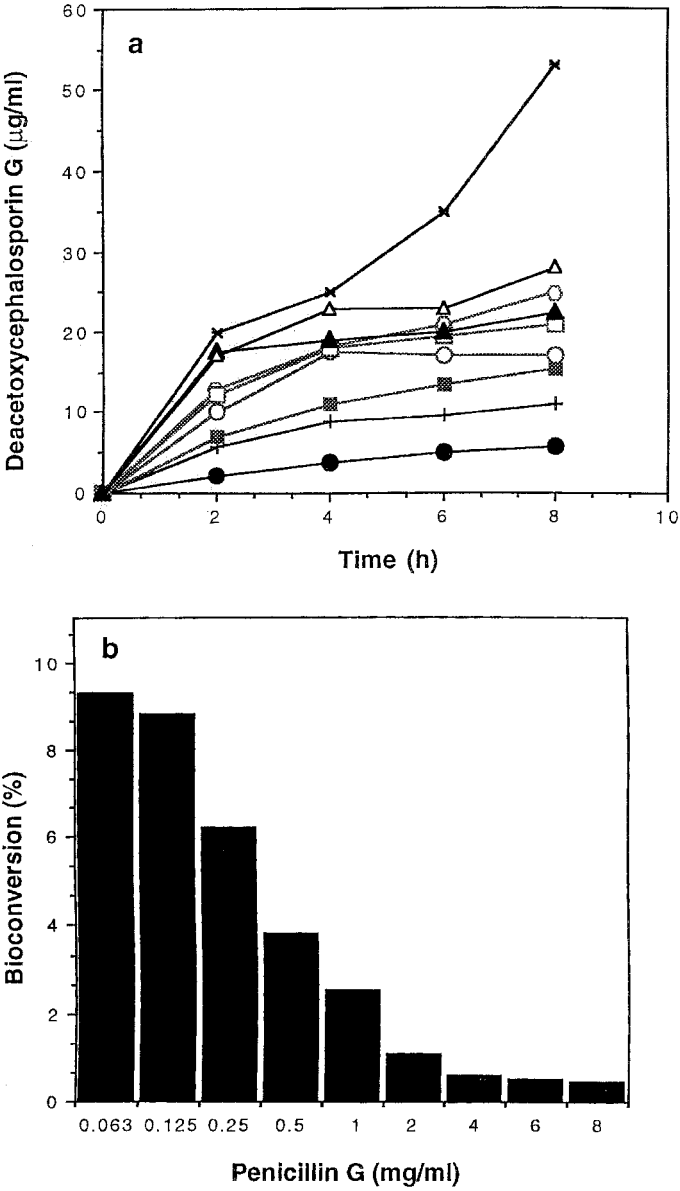 a
Deacetoxycephalosporin G (µg/ml)
60
50
40
30
20
10
0
0 2 4 6 8 10
Time (h)
b
Bioconversion (%)
10
8
6
4
2
0
0.063 0.125 0.25 0.5 1 2 4 6 8
Penicillin G (mg/ml)